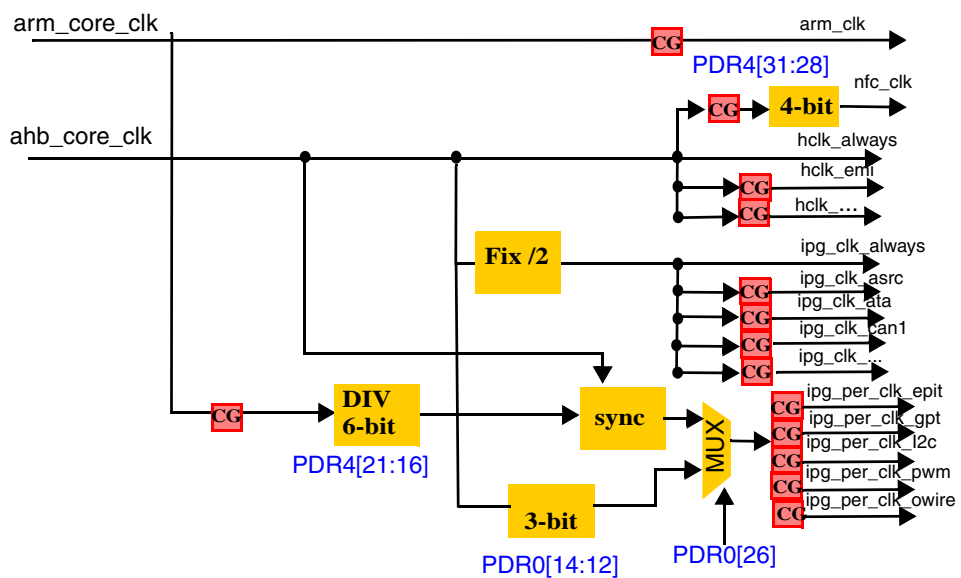 arm_core_clk
arm_clk
CG
PDR4[31:28]
nfc_clk
CG
4-bit
ahb_core_clk
hclk_always
hclk_emi
CG
hclk_...
CG
Fix /2
ipg_clk_always
ipg_clk_asrc
CG
ipg_clk_ata
CG
ipg_clk_can1
CG
ipg_clk_...
CG
CG
DIV
6-bit
PDR4[21:16]
sync
MUX
ipg_per_clk_epit
CG
ipg_per_clk_gpt
CG
ipg_per_clk_I2c
CG
ipg_per_clk_pwm
CG
ipg_per_clk_owire
CG
3-bit
PDR0[14:12]
PDR0[26]